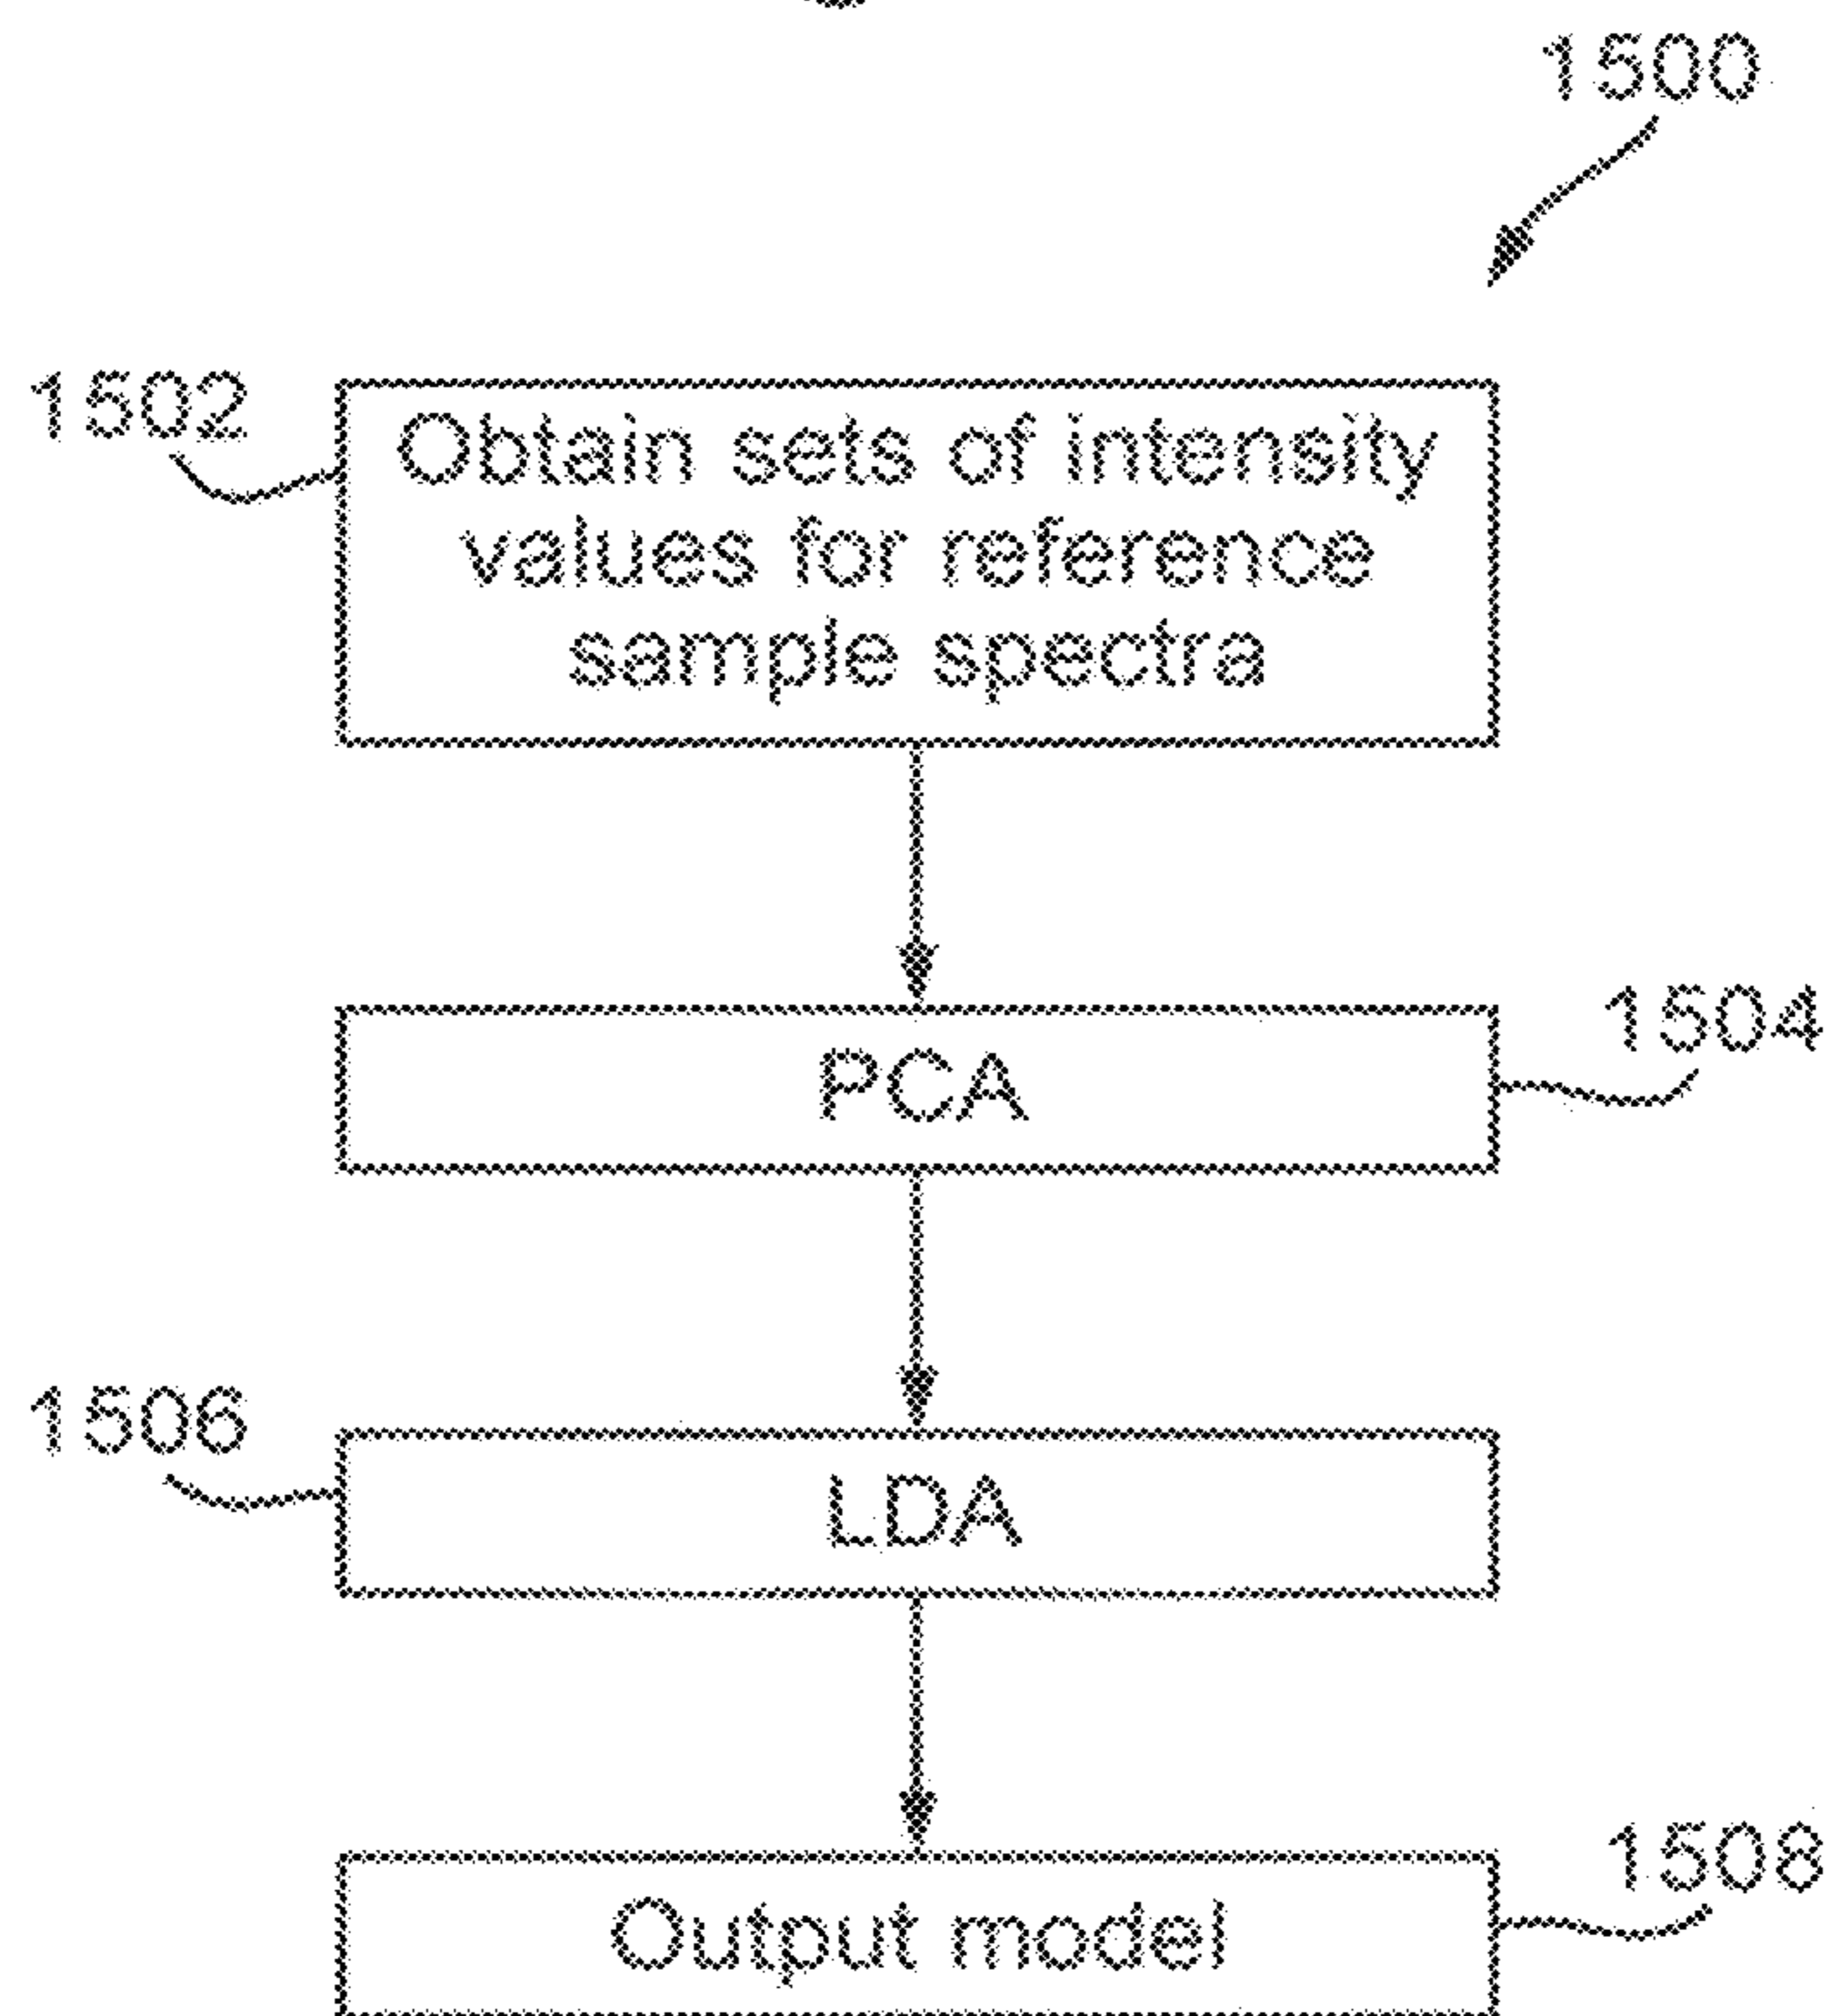 1500
1502
Obtain sets of intensity
values for reference
sample spectra
PCA
1504
1506
LDA
1508
Output model